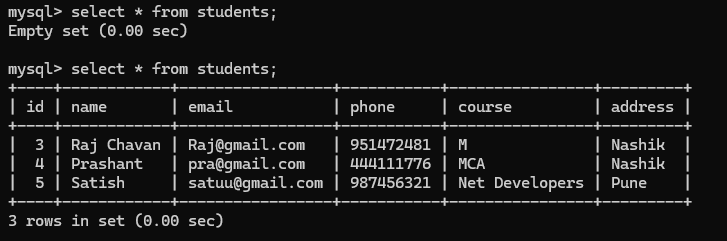 mysql> select * from students;
Empty set (0.00 sec)
mysql> select * from students;
+----+------------+-----------------+-----------+----------------+---------+
| id | name       | email           | phone     | course         | address |
+----+------------+-----------------+-----------+----------------+---------+
|  3 | Raj Chavan | Raj@gmail.com   | 951472481 | M              | Nashik  |
|  4 | Prashant   | pra@gmail.com   | 444111776 | MCA            | Nashik  |
|  5 | Satish     | satuu@gmail.com | 987456321 | Net Developers | Pune    |
+----+------------+-----------------+-----------+----------------+---------+
3 rows in set (0.00 sec)